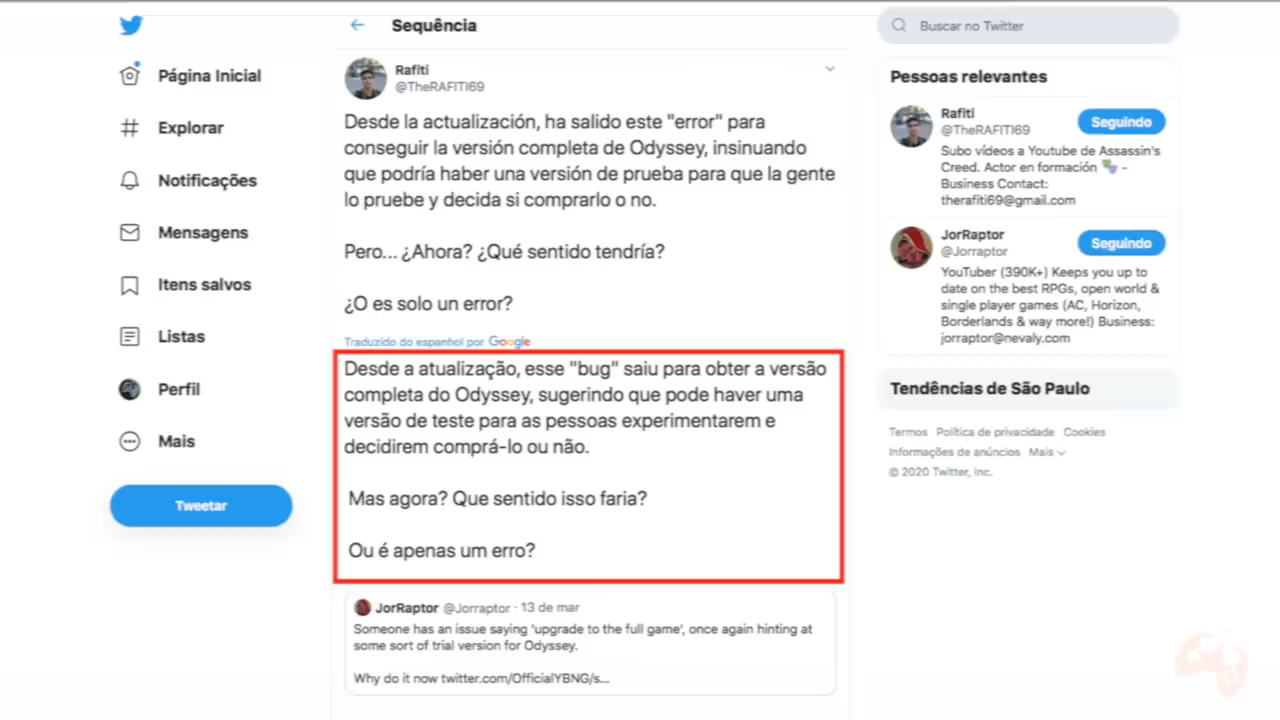 Sequência
Buscar no Twitter
Página Inicial
Explorar
Notificações
Mensagens
Itens salvos
Listas
Perfil
Mais
Tweetar
Rafiti
@TheRAFITI69
Desde la actualización, ha salido este "error" para
conseguir la versión completa de Odyssey, insinuando
que podría haber una versión de prueba para que la gente
lo pruebe y decida si comprarlo o no.
Pero... ¿Ahora? ¿Qué sentido tendría?
¿O es solo un error?
Traduzido do espanhol por Google
Desde a atualização, esse "bug" saiu para obter a versão
completa do Odyssey, sugerindo que pode haver uma
versão de teste para as pessoas experimentarem e
decidirem comprá-lo ou não.
Mas agora? Que sentido isso faria?
Ou é apenas um erro?
JorRaptor @Jorraptor · 13 de mar
Someone has an issue saying 'upgrade to the full game', once again hinting at
some sort of trial version for Odyssey.
Why do it now twitter.com/OfficialYBNG/s...
Pessoas relevantes
Rafiti
@TheRAFITI69
Seguindo
Subo vídeos a Youtube de Assassin's
Creed. Actor en formación 🎭 -
Business Contact:
therafiti69@gmail.com
JorRaptor
@Jorraptor
Seguindo
YouTuber (390K+) Keeps you up to
date on the best RPGs, open world &
single player games (AC, Horizon,
Borderlands & way more!) Business:
jorraptor@nevaly.com
Tendências de São Paulo
Termos Política de privacidade Cookies
Informações de anúncios Mais
© 2020 Twitter, Inc.